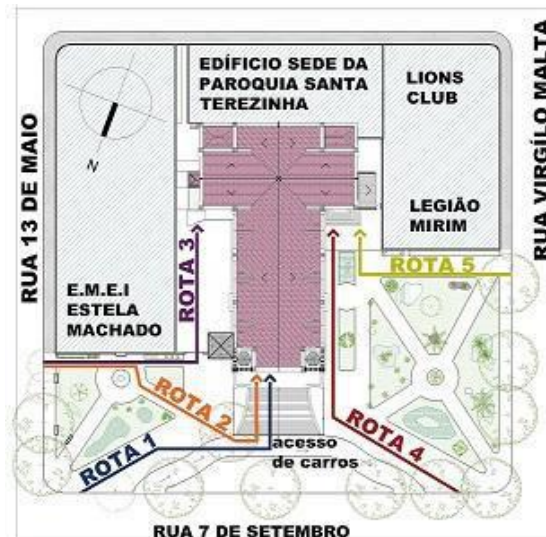 EDÍFICIO SEDE DA
PAROQUIA SANTA
TEREZINHA
LIONS
CLUB
LEGIÃO
MIRIM
RUA VIRGÍLO MALTA
RUA 13 DE MAIO
N
E.M.E.I
ESTELA
MACHADO
ROTA 3
ROTA 5
ROTA 2
ROTA 1
ROTA 4
acesso
de carros
RUA 7 DE SETEMBRO